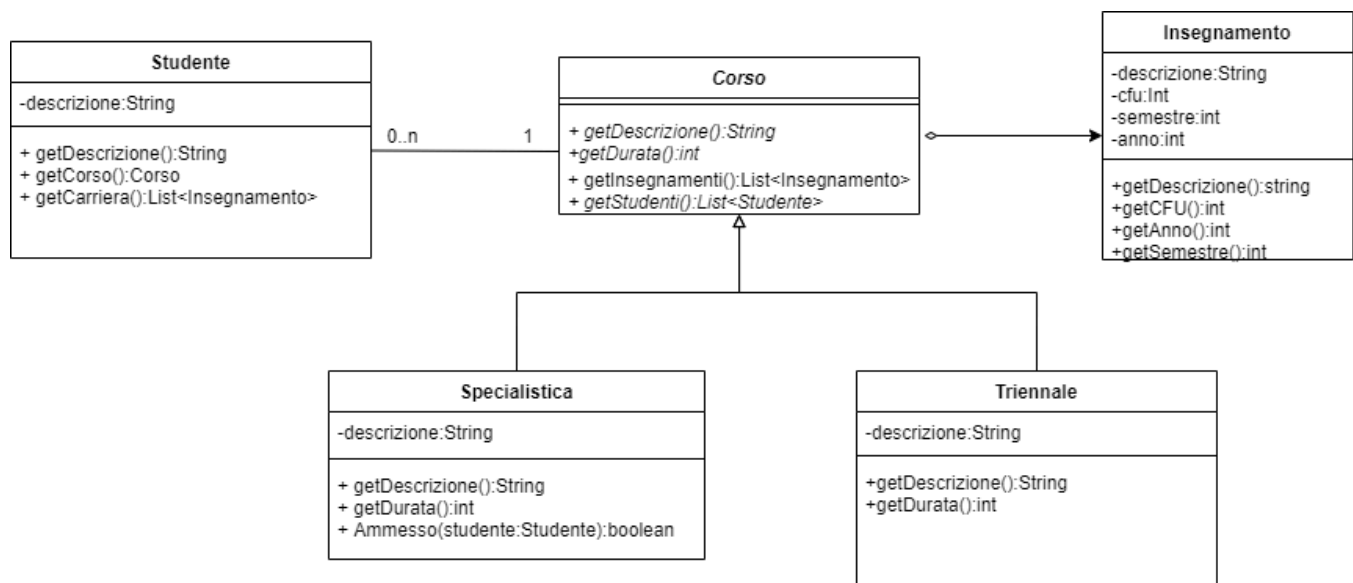 Studente
-descrizione:String
+ getDescrizione():String
+ getCorso():Corso
+ getCarriera():List<Insegnamento>
0..n
1
Corso
+ getDescrizione():String
+getDurata():int
+ getInsegnamenti():List<Insegnamento>
+ getStudenti():List<Studente>
Insegnamento
-descrizione:String
-cfu:Int
-semestre:int
-anno:int
+getDescrizione():string
+getCFU():int
+getAnno():int
+getSemestre():int
Specialistica
-descrizione:String
+ getDescrizione():String
+ getDurata():int
+ Ammesso(studente:Studente):boolean
Triennale
-descrizione:String
+getDescrizione():String
+getDurata():int